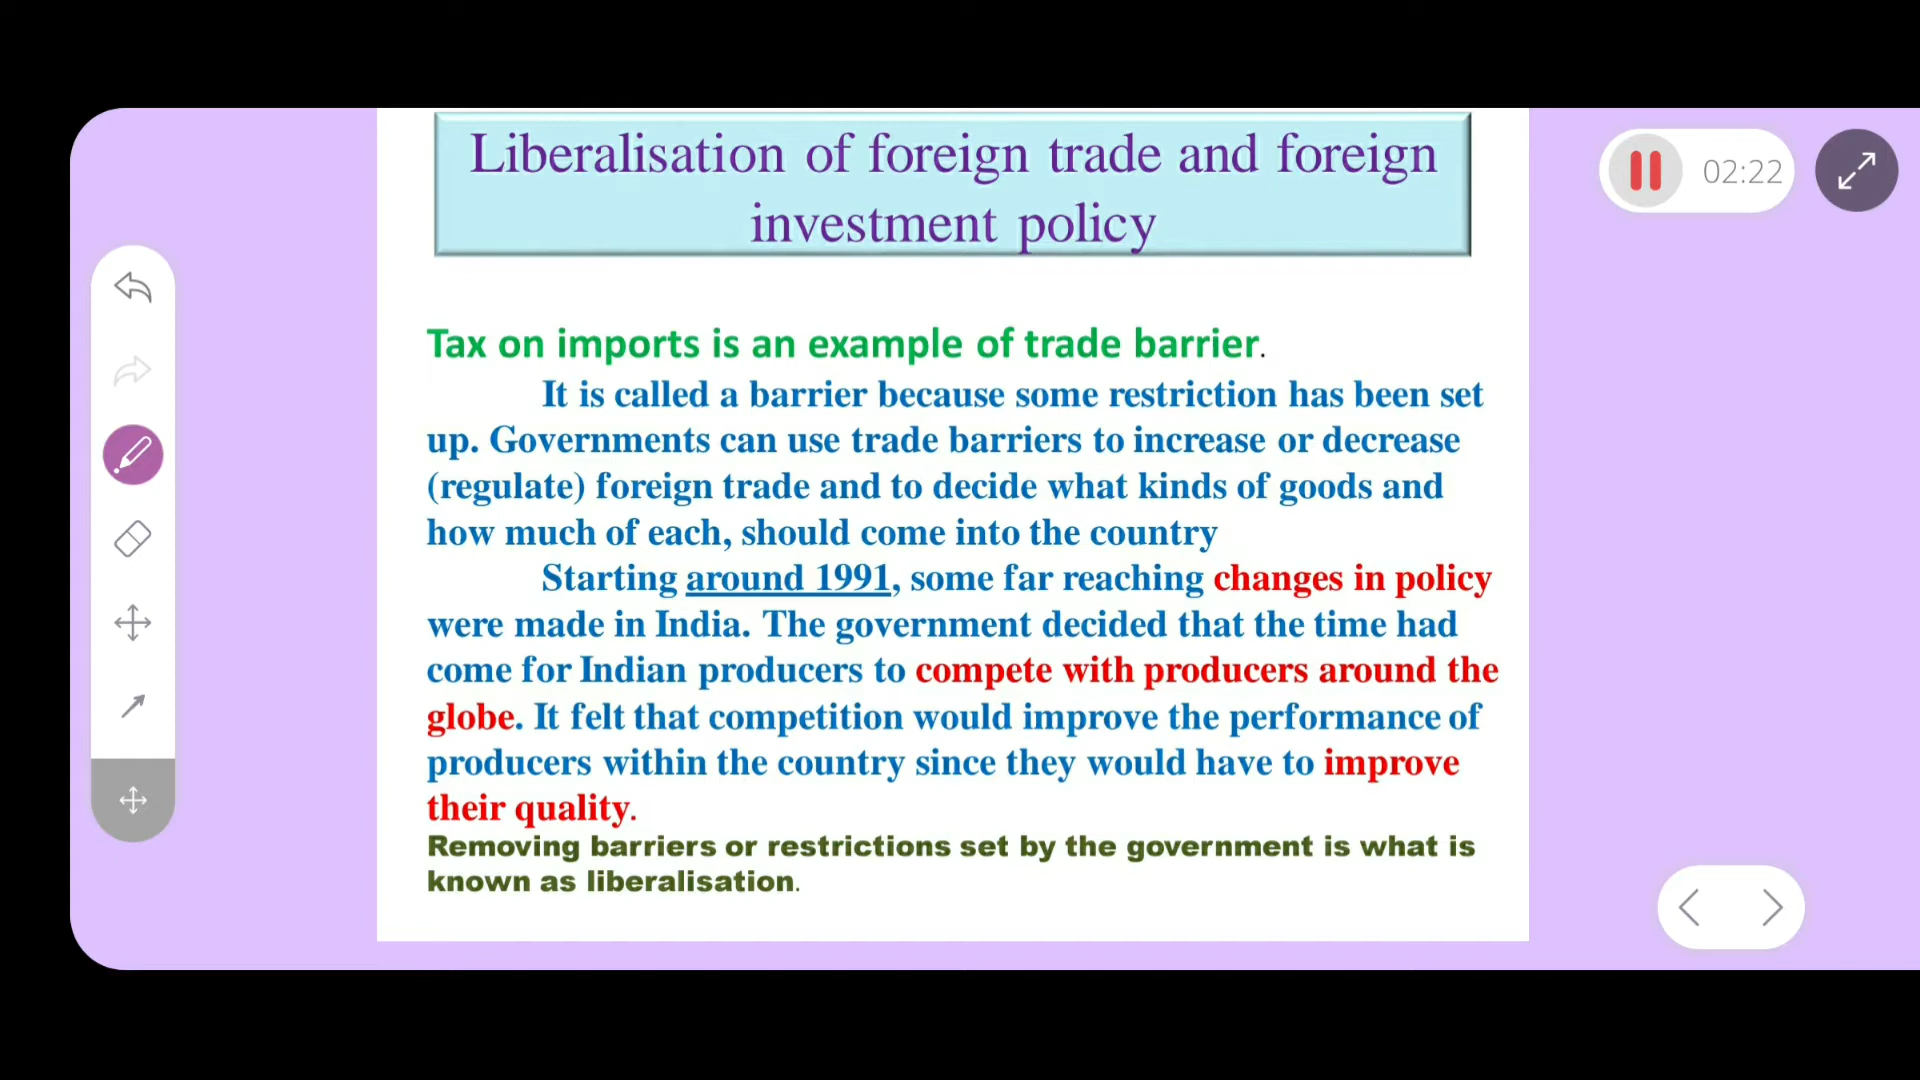 Liberalisation of foreign trade and foreign
investment policy
02:22
Tax on imports is an example of trade barrier.
It is called a barrier because some restriction has been set
up. Governments can use trade barriers to increase or decrease
(regulate) foreign trade and to decide what kinds of goods and
how much of each, should come into the country
Starting around 1991, some far reaching changes in policy
were made in India. The government decided that the time had
come for Indian producers to compete with producers around the
globe. It felt that competition would improve the performance of
producers within the country since they would have to improve
their quality.
Removing barriers or restrictions set by the government is what is
known as liberalisation.